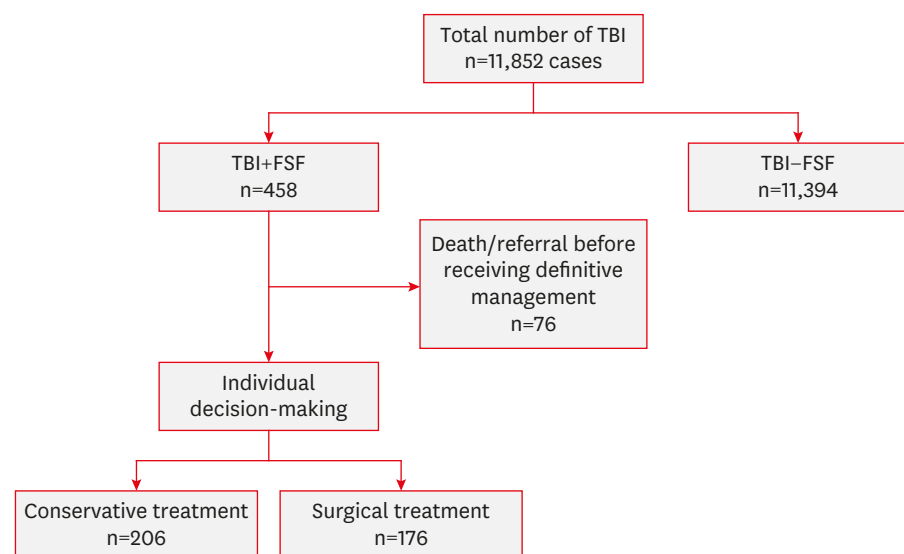 Total number of TBI
n=11,852 cases
TBI+FSF
n=458
TBI–FSF
n=11,394
Death/referral before
receiving definitive
management
n=76
Individual
decision-making
Conservative treatment
n=206
Surgical treatment
n=176